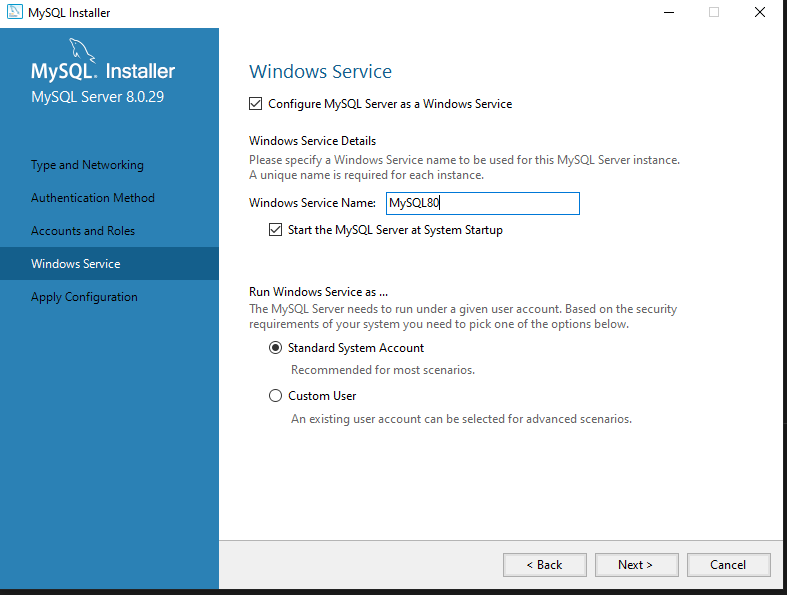 MySQL Installer
MySQL. Installer
MySQL Server 8.0.29
Type and Networking
Authentication Method
Accounts and Roles
Windows Service
Apply Configuration
Windows Service
Configure MySQL Server as a Windows Service
Windows Service Details
Please specify a Windows Service name to be used for this MySQL Server instance.
A unique name is required for each instance.
Windows Service Name: MySQL80
Start the MySQL Server at System Startup
Run Windows Service as ...
The MySQL Server needs to run under a given user account. Based on the security
requirements of your system you need to pick one of the options below.
Standard System Account
Recommended for most scenarios.
Custom User
An existing user account can be selected for advanced scenarios.
< Back Next > Cancel